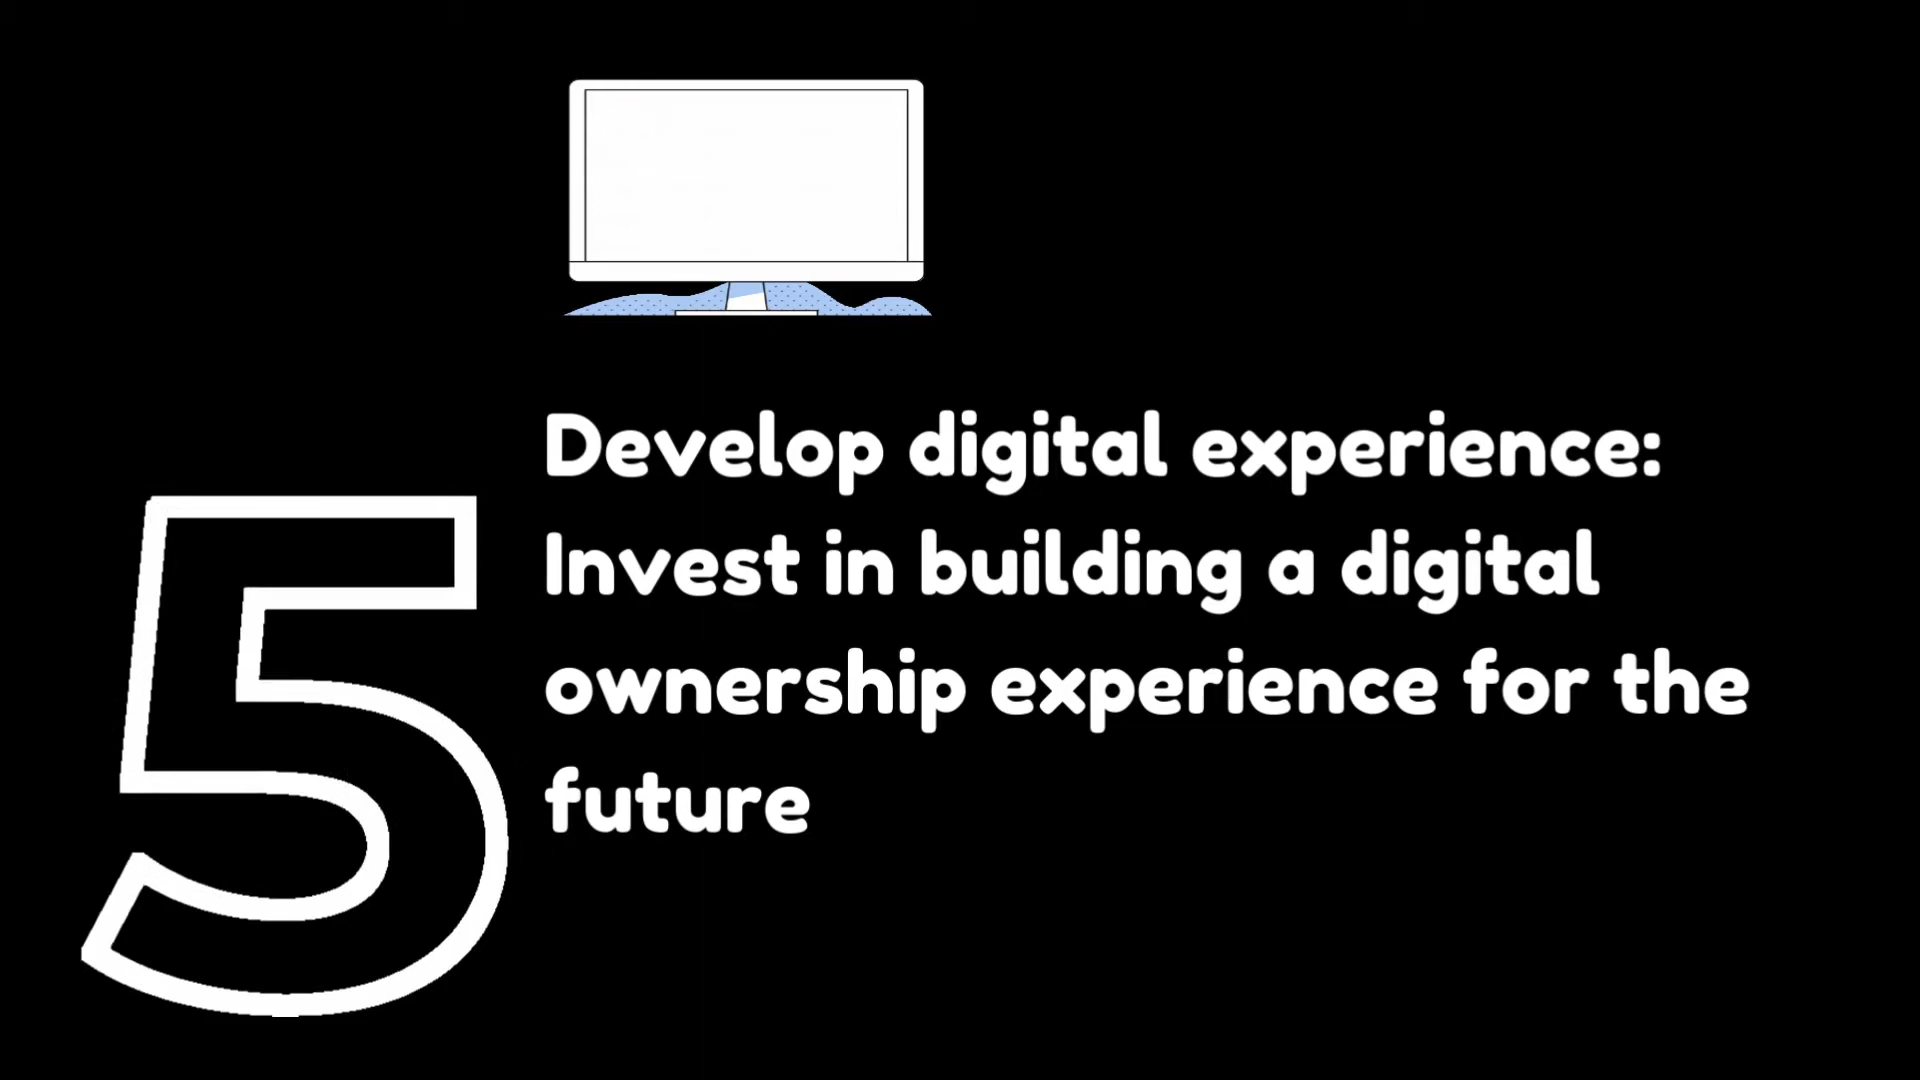 5
Develop digital experience:
Invest in building a digital
ownership experience for the
future